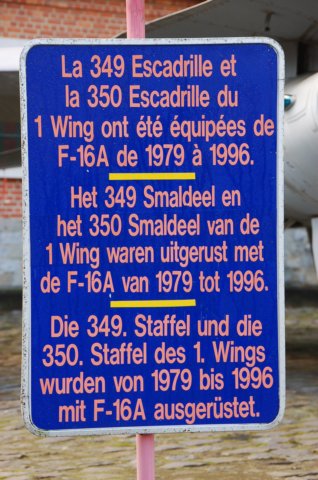 La 349 Escadrille et
la 350 Escadrille du
1 Wing ont été équipées de
F-16A de 1979 à 1996.
Het 349 Smaldeel en
het 350 Smaldeel van de
1 Wing waren uitgerust met
de F-16A van 1979 tot 1996.
Die 349. Staffel und die
350. Staffel des 1. Wings
wurden von 1979 bis 1996
mit F-16A ausgerüstet.